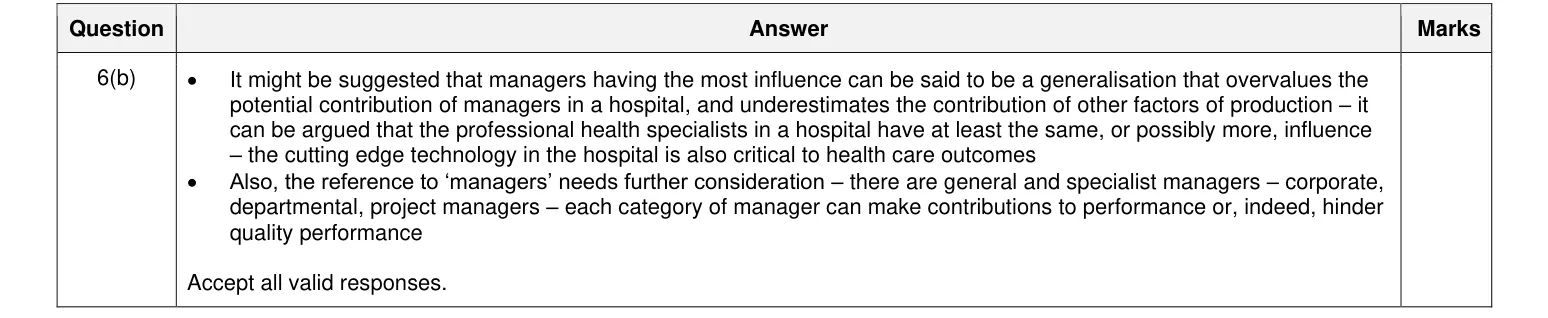 Question Answer Marks
6(b)
• It might be suggested that managers having the most influence can be said to be a generalisation that overvalues the
potential contribution of managers in a hospital, and underestimates the contribution of other factors of production – it
can be argued that the professional health specialists in a hospital have at least the same, or possibly more, influence
– the cutting edge technology in the hospital is also critical to health care outcomes
• Also, the reference to ‘managers’ needs further consideration – there are general and specialist managers – corporate,
departmental, project managers – each category of manager can make contributions to performance or, indeed, hinder
quality performance
Accept all valid responses.